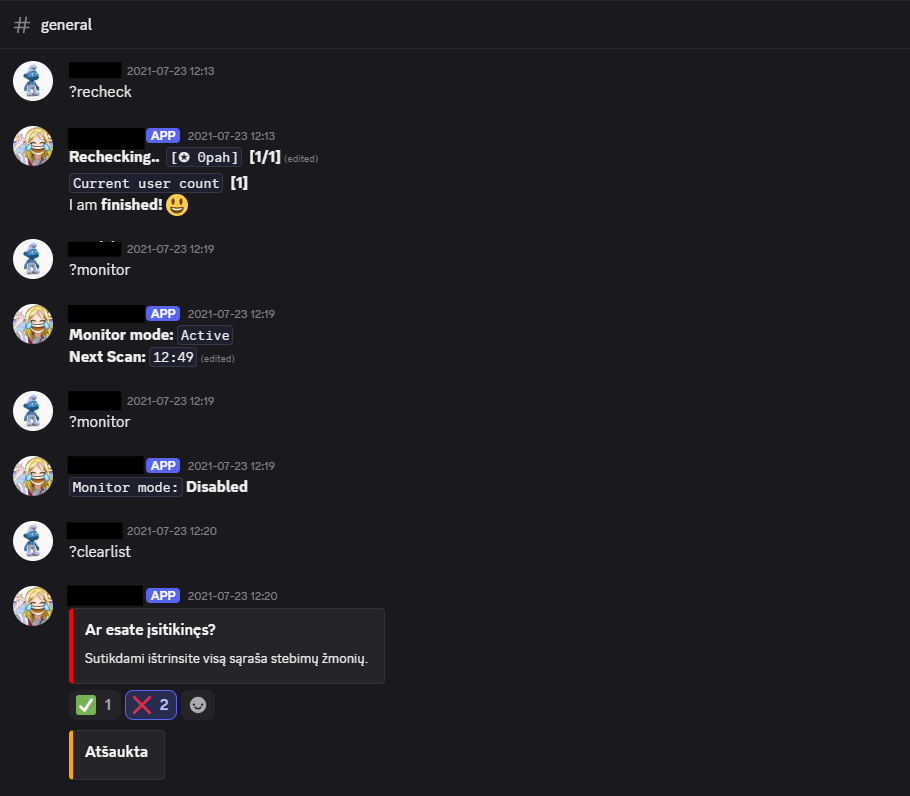 # general
2021-07-23 12:13
?recheck
APP 2021-07-23 12:13
Rechecking.. [✪ 0pah] [1/1] (edited)
Current user count [1]
I am finished! 😃
2021-07-23 12:19
?monitor
APP 2021-07-23 12:19
Monitor mode: Active
Next Scan: 12:49 (edited)
2021-07-23 12:19
?monitor
APP 2021-07-23 12:19
Monitor mode: Disabled
2021-07-23 12:20
?clearlist
APP 2021-07-23 12:20
Ar esate įsitikinęs?
Sutikdami ištrinsite visą sąraša stebimų žmonių.
✅ 1 ❌ 2
Atšaukta